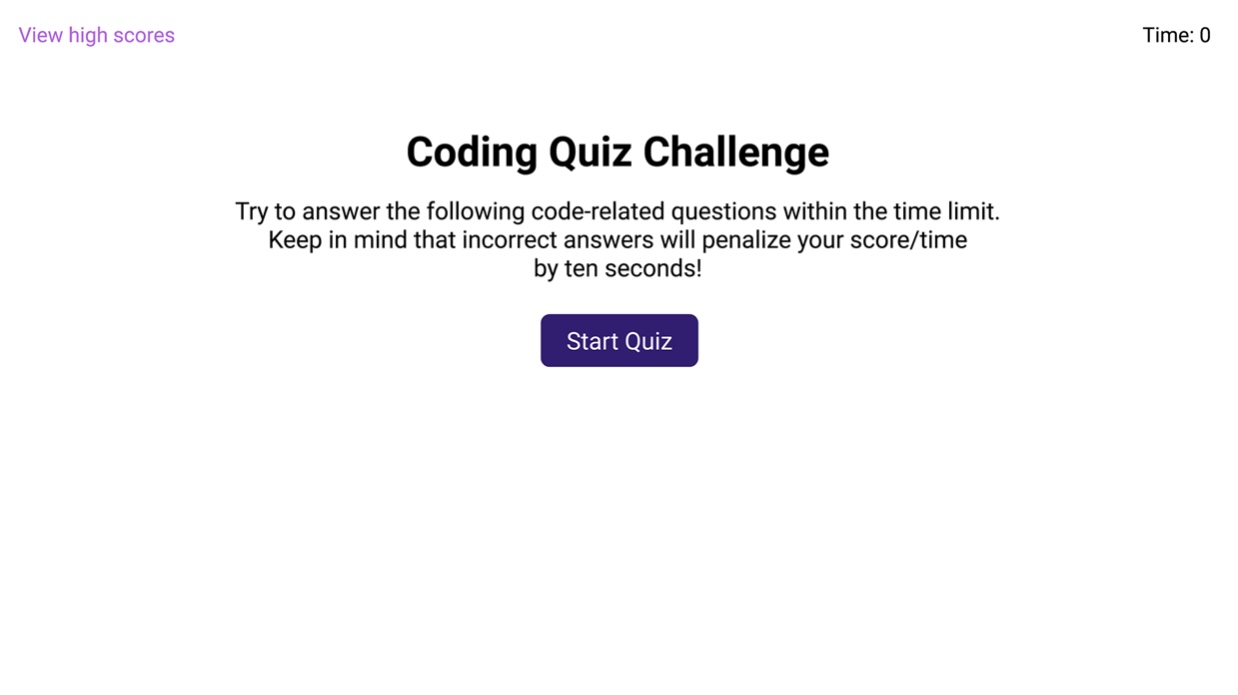 View high scores
Time: 0
Coding Quiz Challenge
Try to answer the following code-related questions within the time limit.
Keep in mind that incorrect answers will penalize your score/time
by ten seconds!
Start Quiz